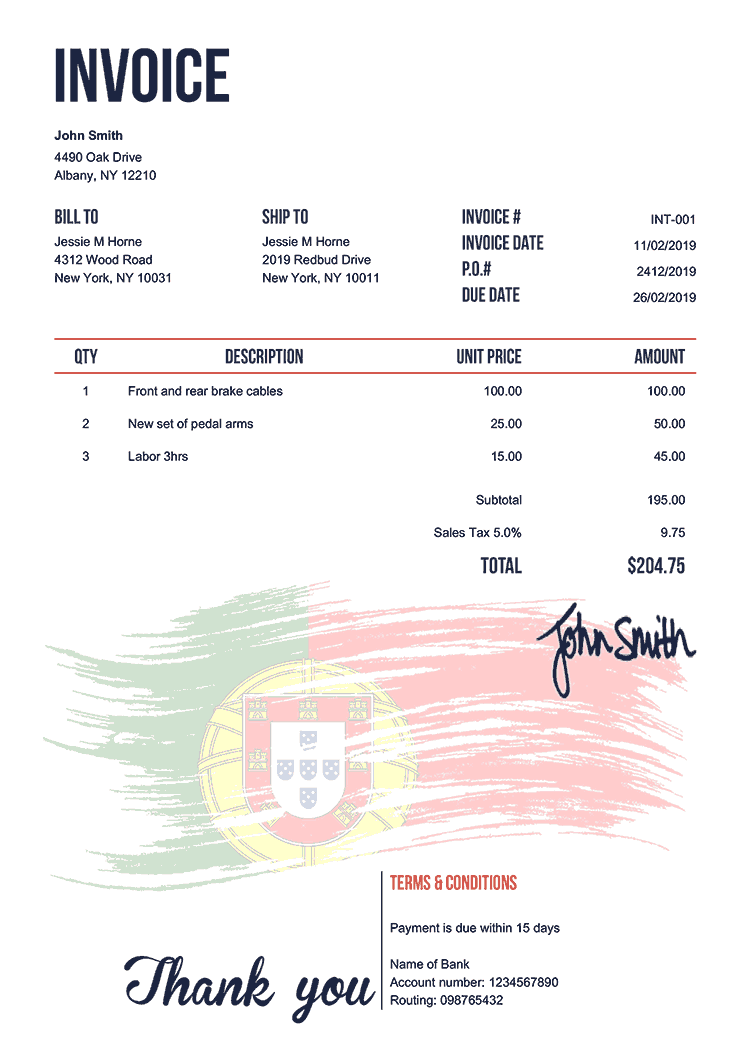 INVOICE
John Smith
4490 Oak Drive
Albany, NY 12210
BILL TO
Jessie M Horne
4312 Wood Road
New York, NY 10031
SHIP TO
Jessie M Horne
2019 Redbud Drive
New York, NY 10011
INVOICE # INT-001
INVOICE DATE 11/02/2019
P.O.# 2412/2019
DUE DATE 26/02/2019
QTY DESCRIPTION UNIT PRICE AMOUNT
1 Front and rear brake cables 100.00 100.00
2 New set of pedal arms 25.00 50.00
3 Labor 3hrs 15.00 45.00
Subtotal 195.00
Sales Tax 5.0% 9.75
TOTAL $204.75
John Smith
Thank you
TERMS & CONDITIONS
Payment is due within 15 days
Name of Bank
Account number: 1234567890
Routing: 098765432